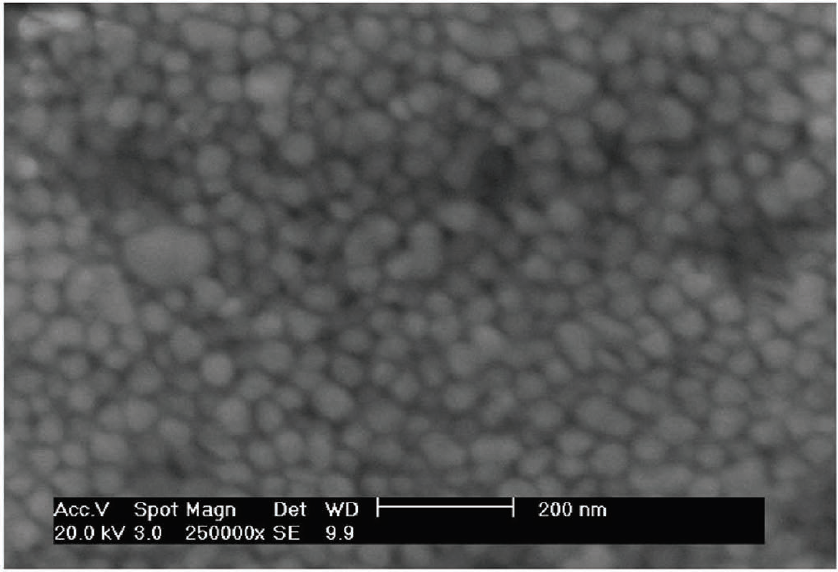 Acc.V Spot Magn Det WD 200 nm
20.0 kV 3.0 250000x SE 9.9